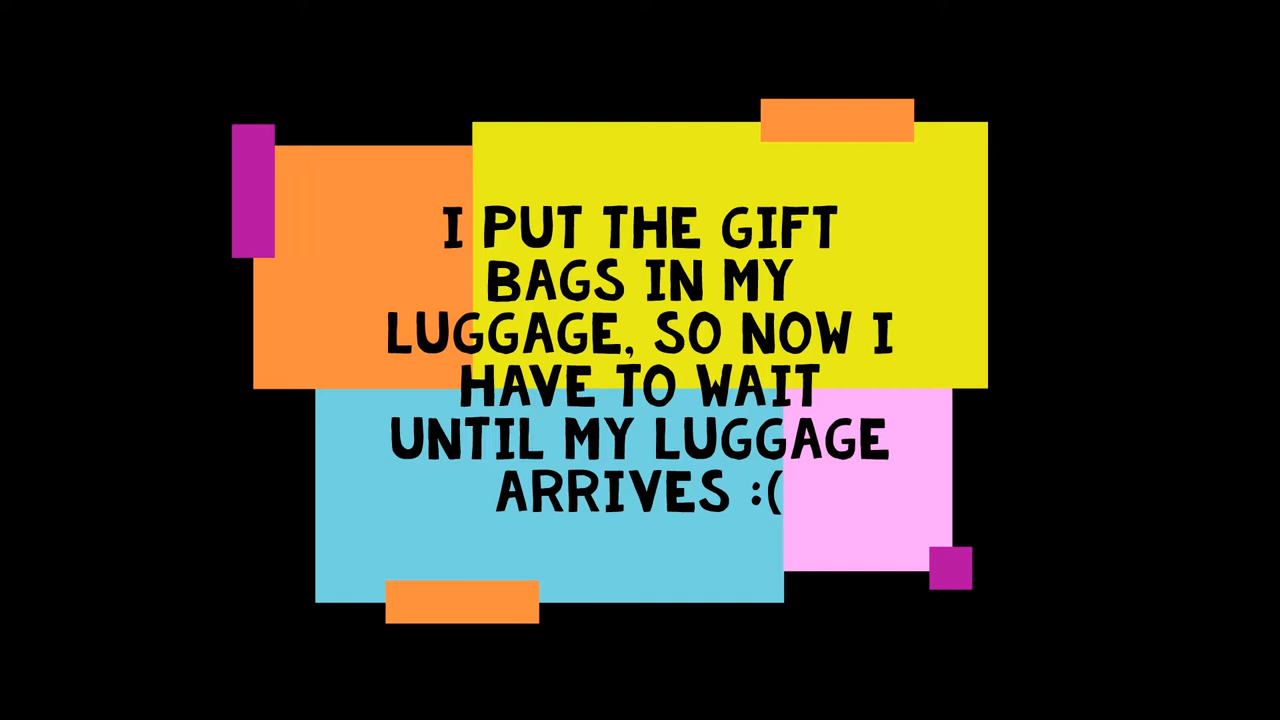 I PUT THE GIFT
BAGS IN MY
LUGGAGE, SO NOW I
HAVE TO WAIT
UNTIL MY LUGGAGE
ARRIVES :(